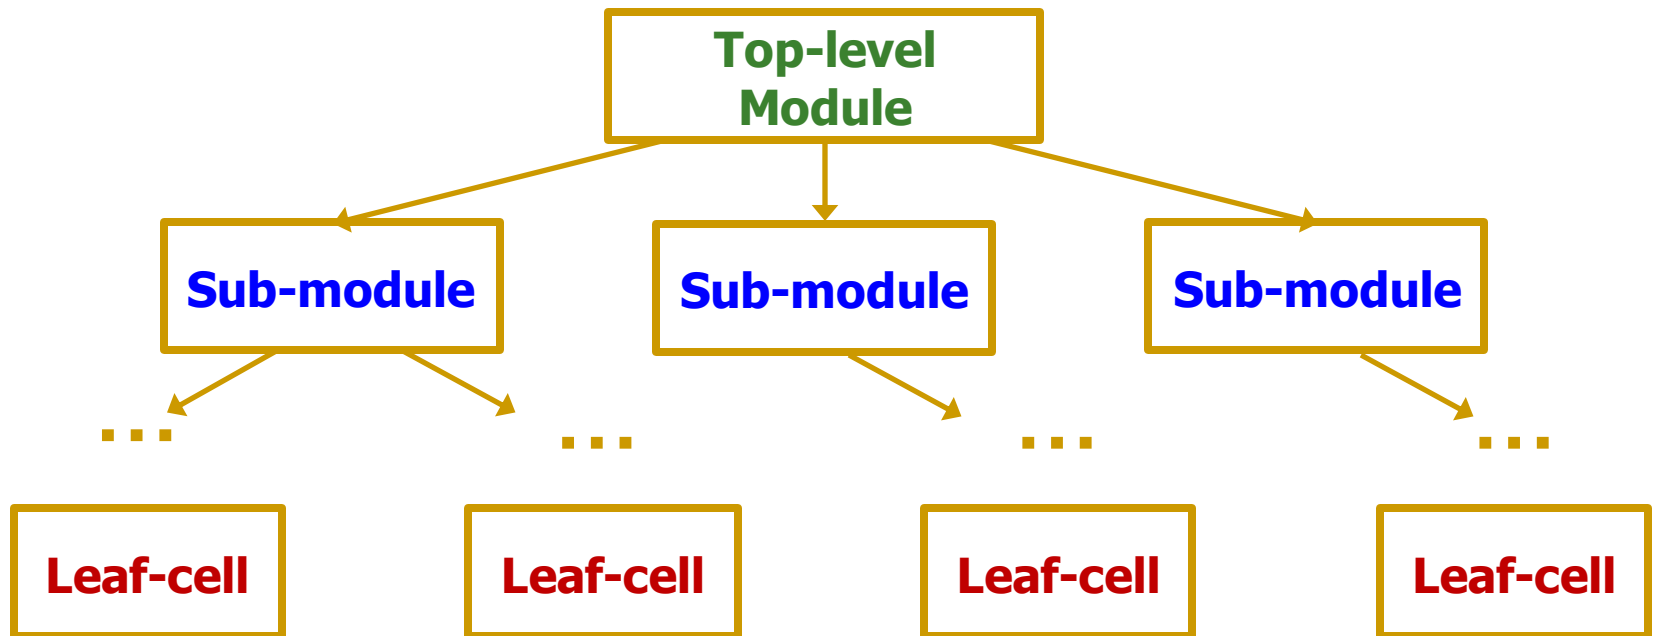 Top-level
Module
Sub-module Sub-module Sub-module
... ... ... ...
Leaf-cell Leaf-cell Leaf-cell Leaf-cell